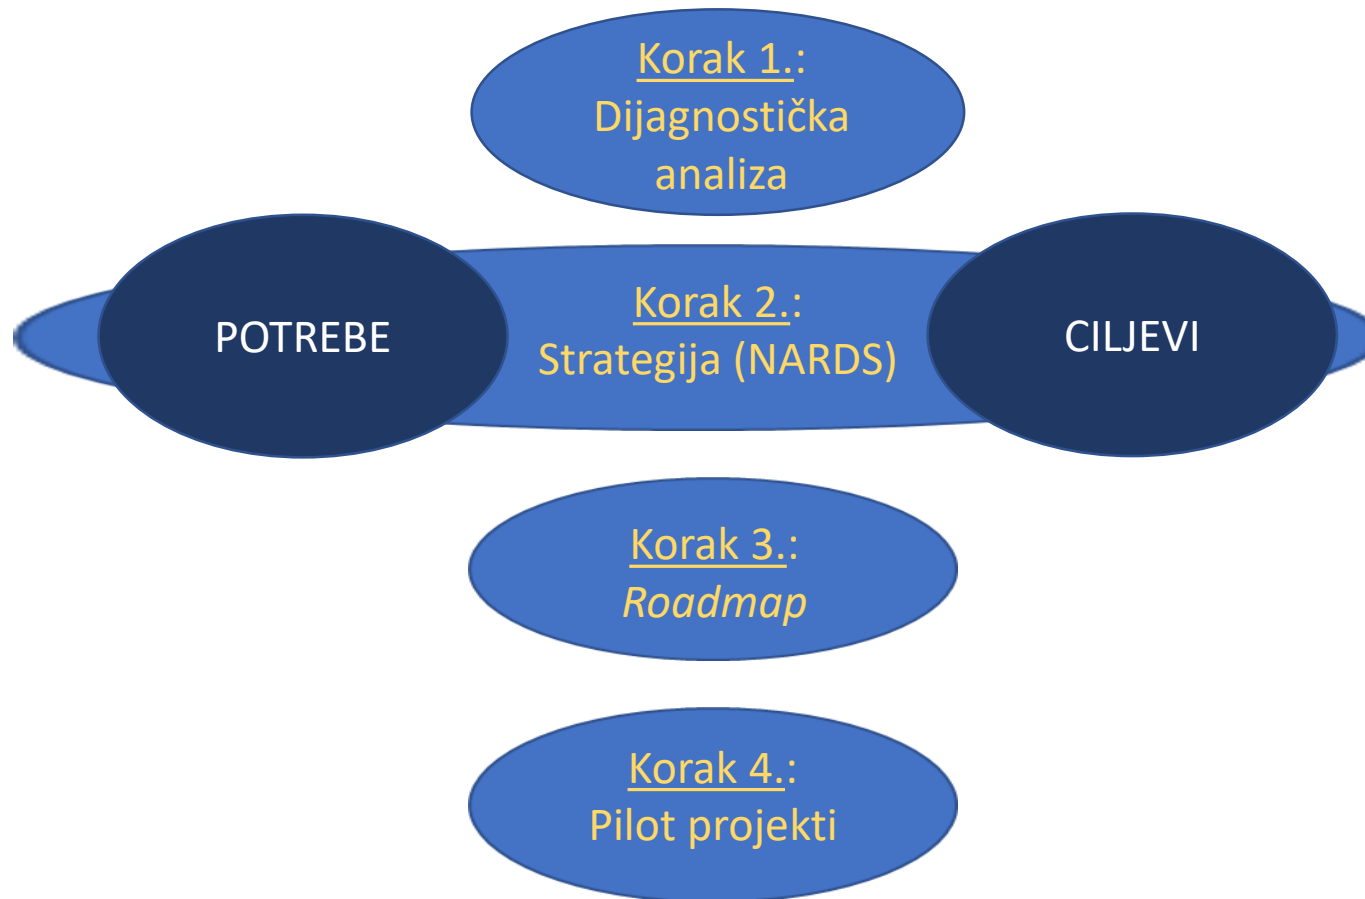 Korak 1.:
Dijagnostička
analiza
POTREBE
Korak 2.:
Strategija (NARDS)
CILJEVI
Korak 3.:
Roadmap
Korak 4.:
Pilot projekti